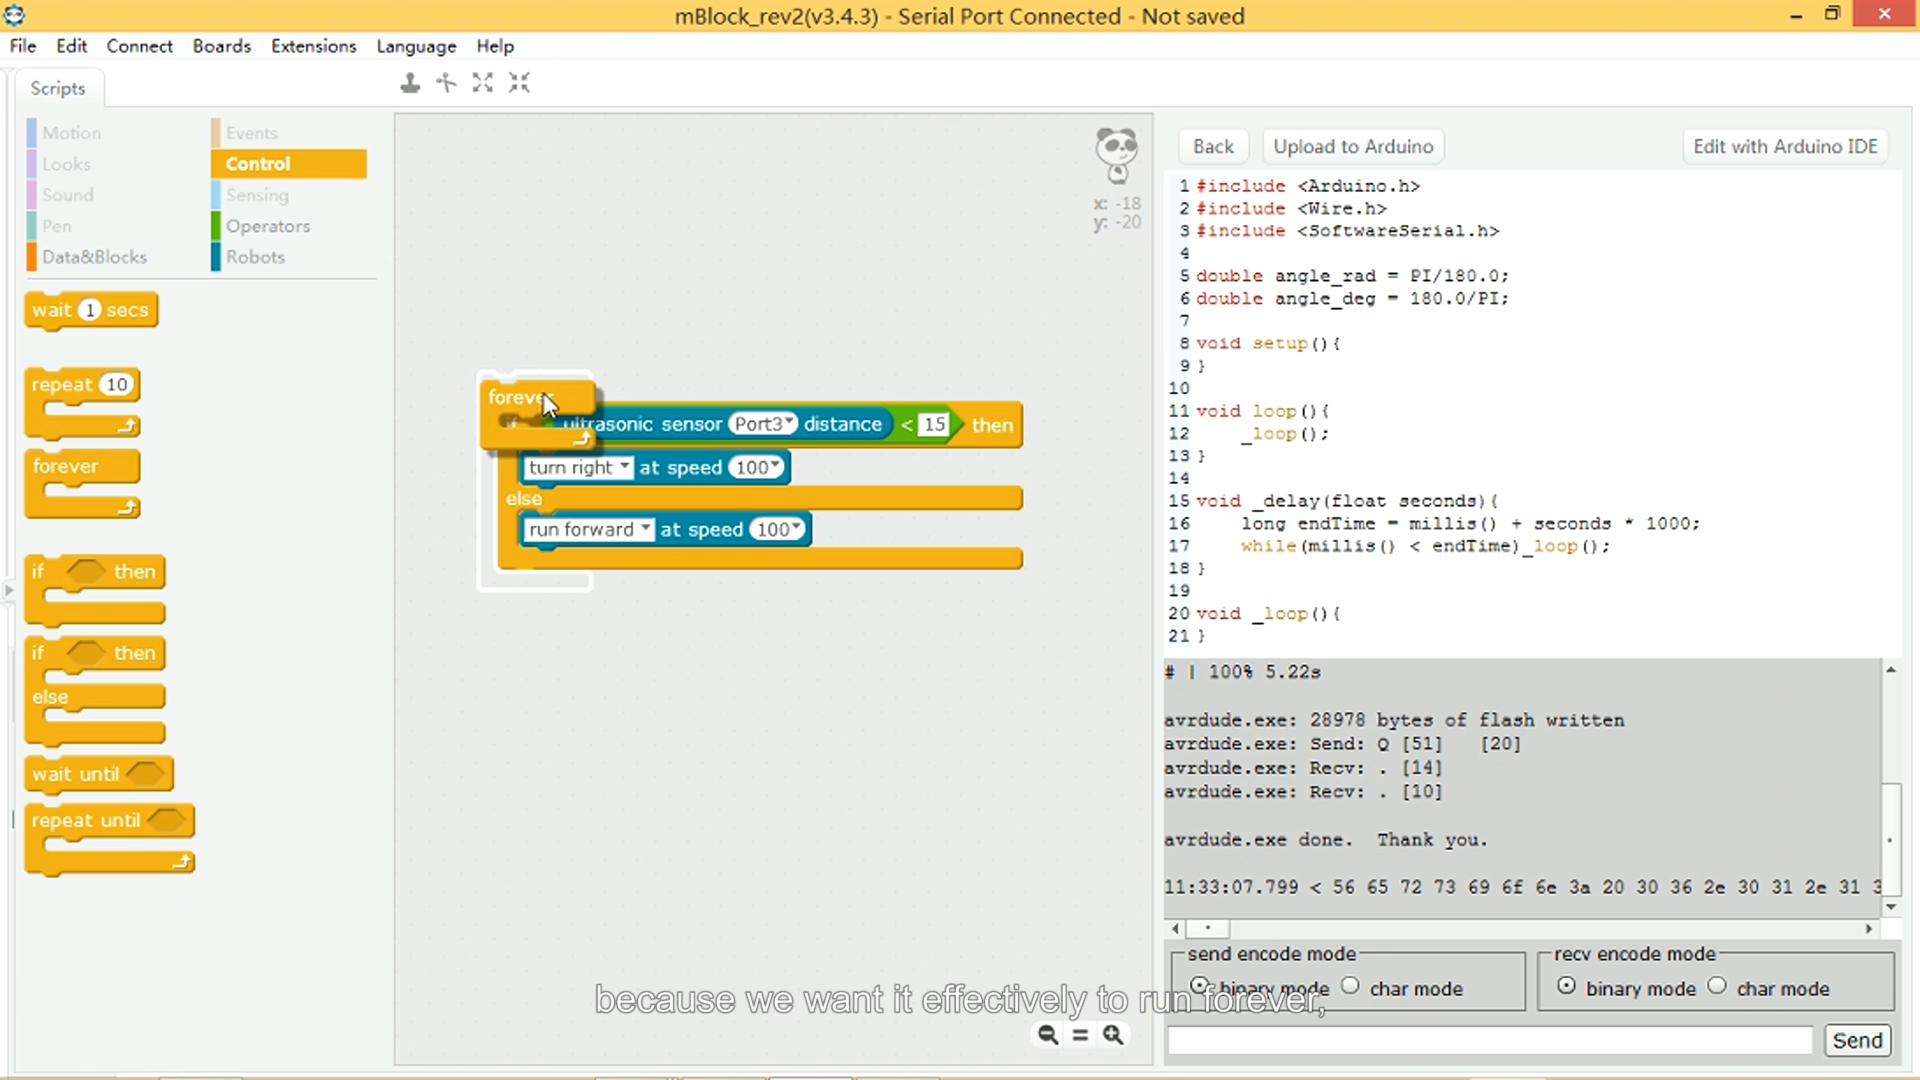 mBlock_rev2(v3.4.3) - Serial Port Connected - Not saved
File Edit Connect Boards Extensions Language Help
Scripts
Motion Events
Looks Control
Sound Sensing
Pen Operators
Data&Blocks Robots
wait 1 secs
repeat 10
forever
if then
if then
else
wait until
repeat until
x: -18
y: -20
forever
if ultrasonic sensor Port3 distance < 15 then
turn right at speed 100
else
run forward at speed 100
Back Upload to Arduino Edit with Arduino IDE
1 #include <Arduino.h>
2 #include <Wire.h>
3 #include <SoftwareSerial.h>
4
5 double angle_rad = PI/180.0;
6 double angle_deg = 180.0/PI;
7
8 void setup(){
9 }
10
11 void loop(){
12 _loop();
13 }
14
15 void _delay(float seconds){
16 long endTime = millis() + seconds * 1000;
17 while(millis() < endTime)_loop();
18 }
19
20 void _loop(){
21 }
# | 100% 5.22s
avrdude.exe: 28978 bytes of flash written
avrdude.exe: Send: Q [51] [20]
avrdude.exe: Recv: . [14]
avrdude.exe: Recv: . [10]
avrdude.exe done. Thank you.
11:33:07.799 < 56 65 72 73 69 6f 6e 3a 20 30 36 2e 30 31 2e 31 3
send encode mode recv encode mode
binary mode char mode binary mode char mode
because we want it effectively to run forever,
Send